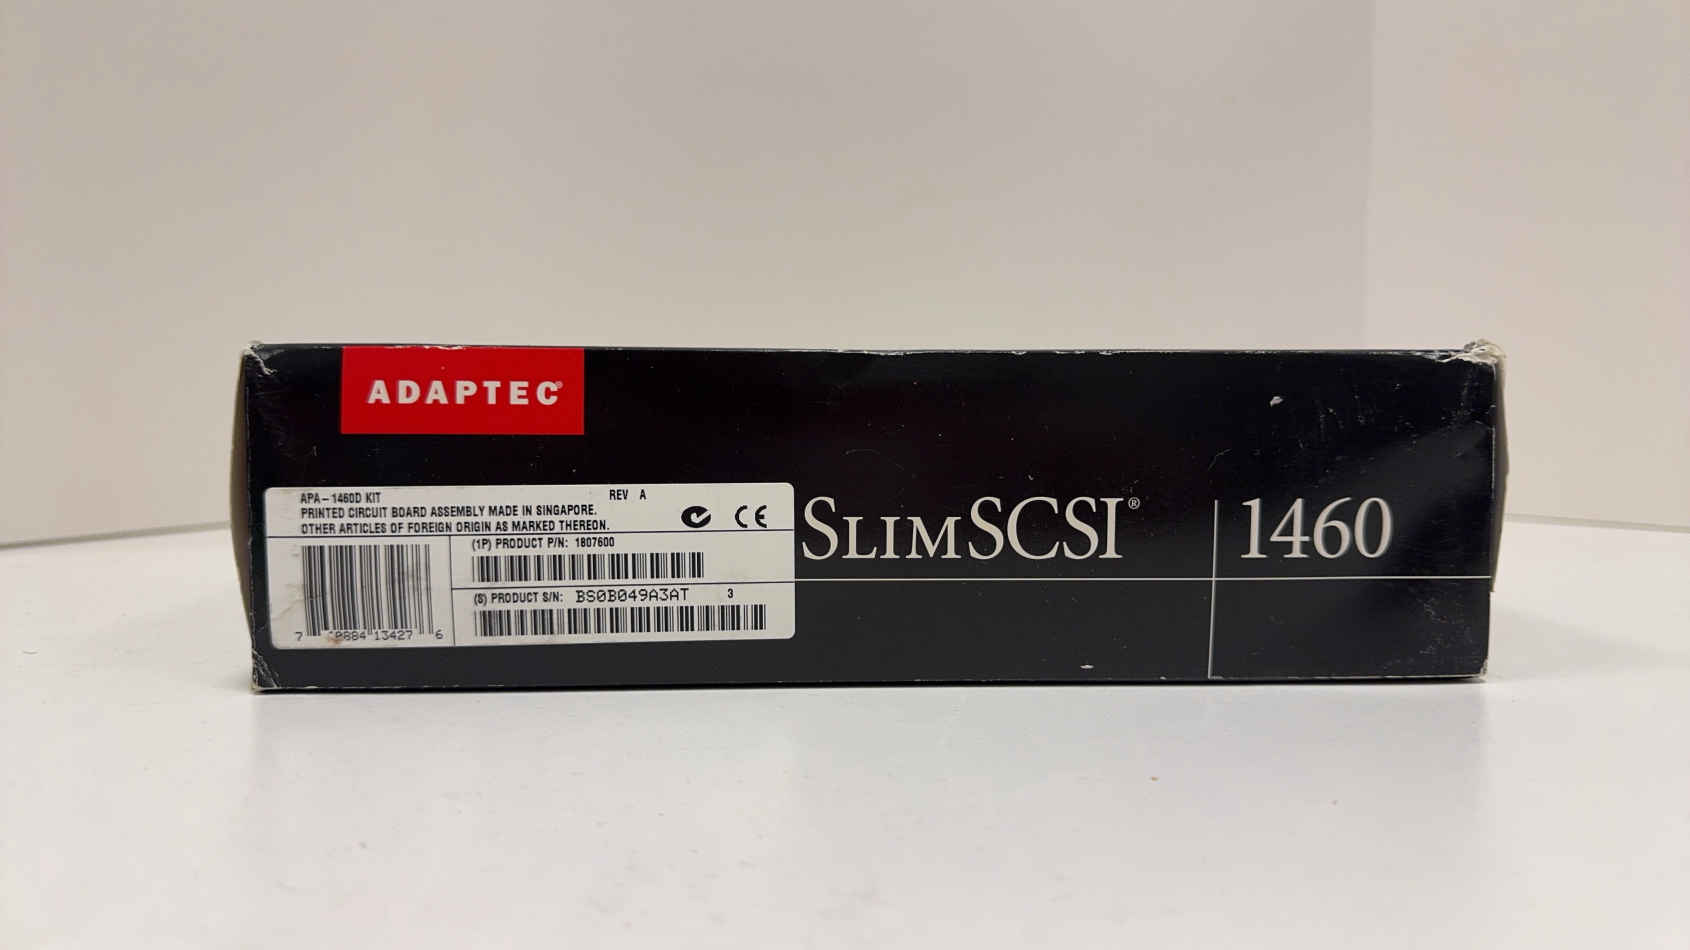 ADAPTEC®
APA-1460D KIT REV A
PRINTED CIRCUIT BOARD ASSEMBLY MADE IN SINGAPORE.
OTHER ARTICLES OF FOREIGN ORIGIN AS MARKED THEREON.
CE
(1P) PRODUCT P/N: 1807600
(S) PRODUCT S/N: BS0B049A3AT 3
7 13427 6
SLIMSCSI® 1460